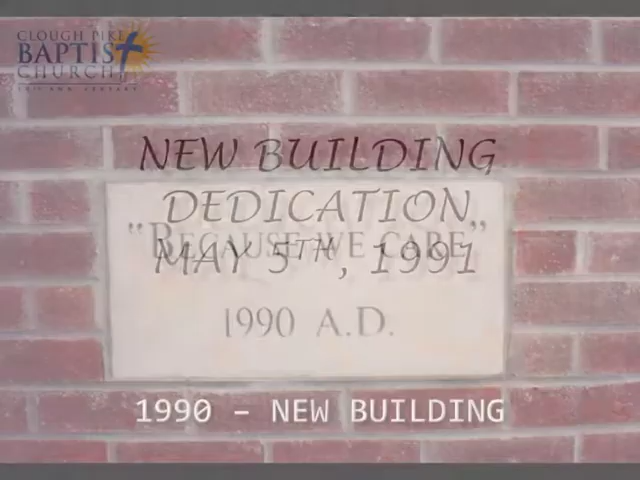 CLOUGH PIKE
BAPTIST
CHURCH
NEW BUILDING
DEDICATION
MAY 5TH, 1991
"BECAUSE WE CARE"
1990 A.D.
1990 – NEW BUILDING